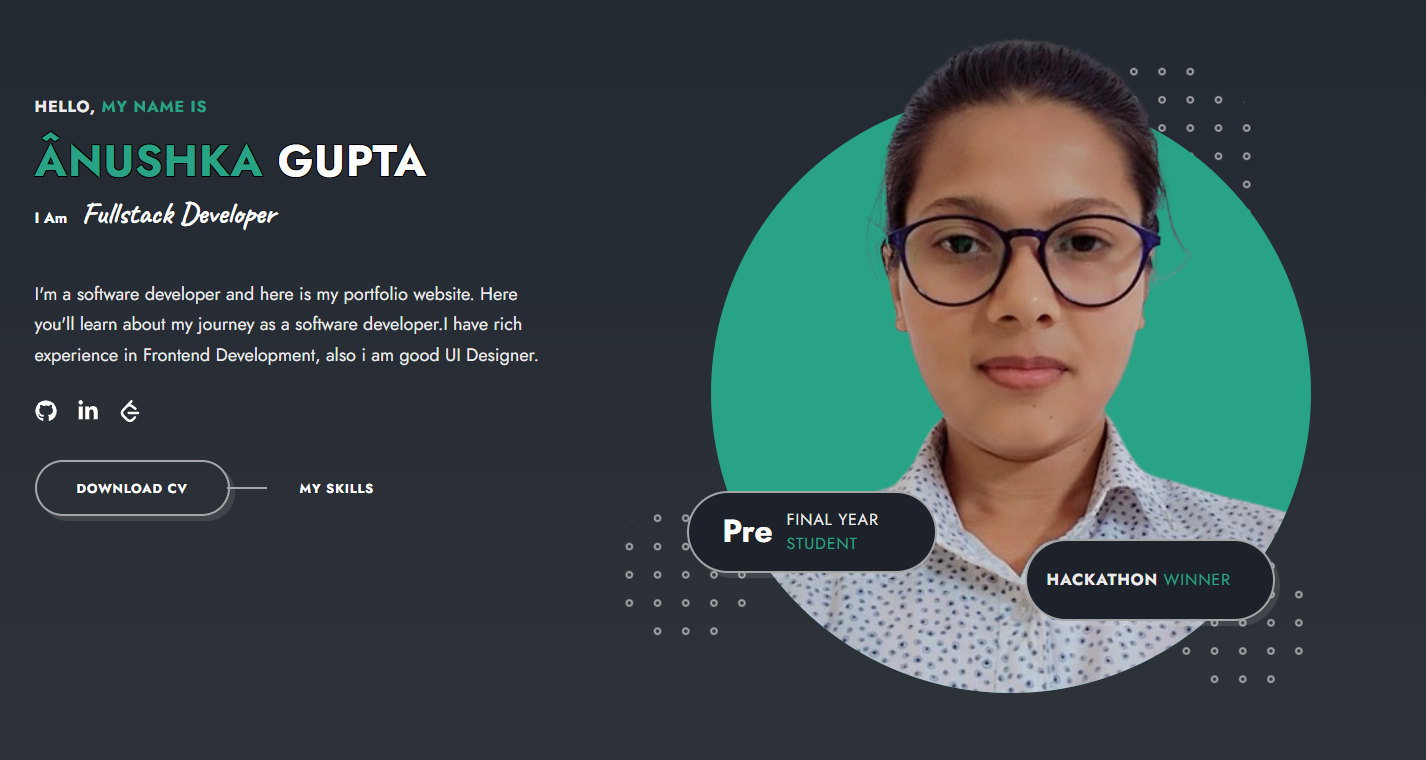 HELLO, MY NAME IS
ÂNUSHKA GUPTA
I Am Fullstack Developer
I'm a software developer and here is my portfolio website. Here
you'll learn about my journey as a software developer.I have rich
experience in Frontend Development, also i am good UI Designer.
in
DOWNLOAD CV
MY SKILLS
Pre FINAL YEAR
STUDENT
HACKATHON WINNER